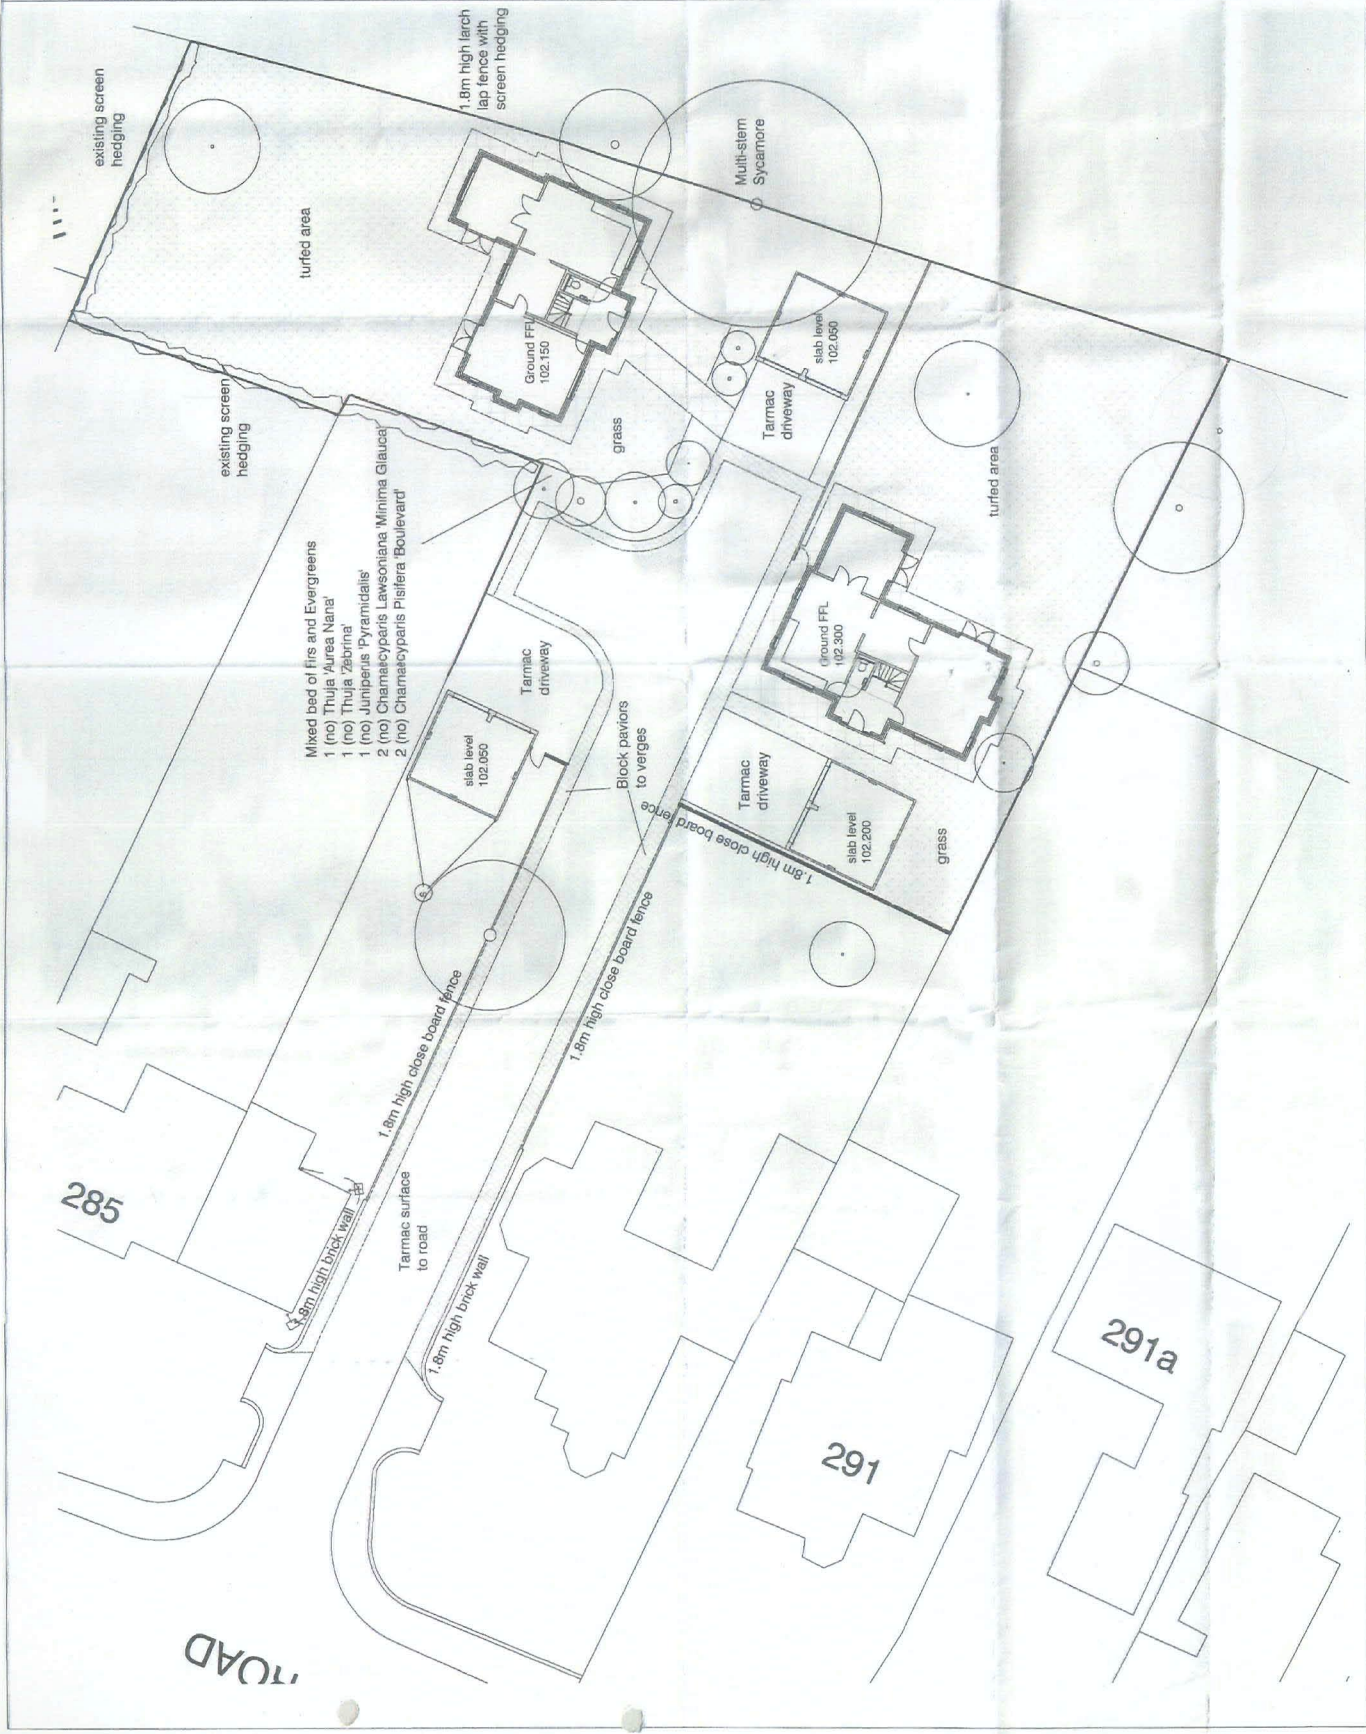 existing screen
hedging
1.8m high larch
lap fence with
screen hedging
turfed area
Multi-stem
Sycamore
existing screen
hedging
Ground FFL
102.150
slab level
102.050
grass
Tarmac
driveway
Mixed bed of Firs and Evergreens
1 (no) Thuja 'Aurea Nana'
1 (no) Thuja 'Zebrina'
1 (no) Juniperus 'Pyramidalis'
2 (no) Chamaecyparis Lawsoniana 'Minima Glauca'
2 (no) Chamaecyparis Pisifera 'Boulevard'
turfed area
Ground FFL
102.300
Tarmac
driveway
slab level
102.050
Block paviors
to verges
Tarmac
driveway
1.8m high close board fence
slab level
102.200
grass
1.8m high close board fence
1.8m high close board fence
285
.8m high brick wall
Tarmac surface
to road
1.8m high brick wall
291
291a
ROAD